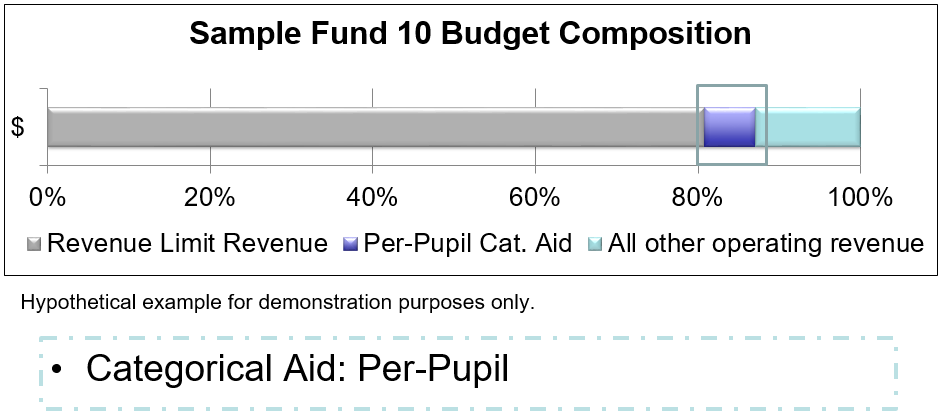 Sample Fund 10 Budget Composition
$
0% 20% 40% 60% 80% 100%
Revenue Limit Revenue Per-Pupil Cat. Aid All other operating revenue
Hypothetical example for demonstration purposes only.
• Categorical Aid: Per-Pupil